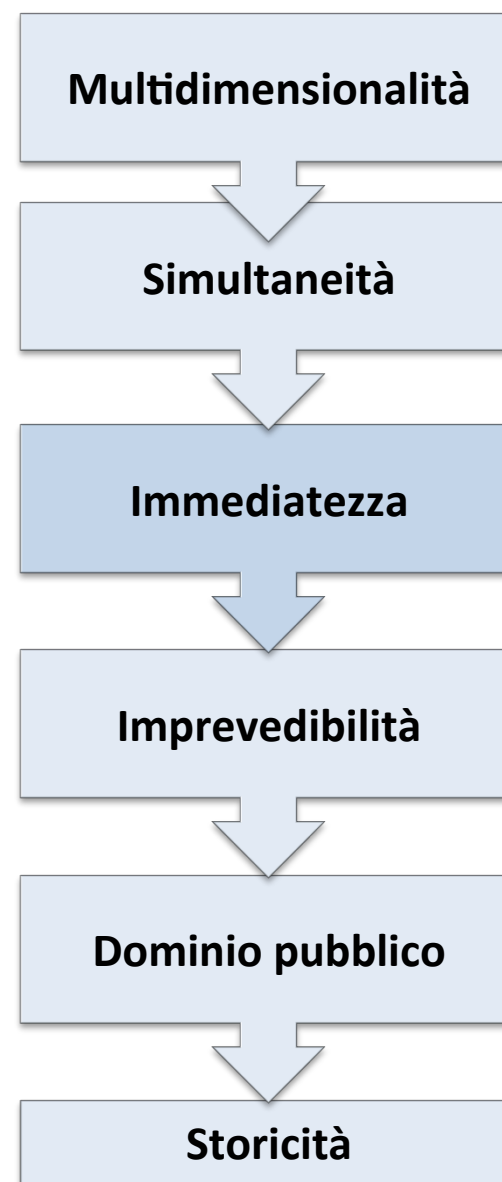 Multidimensionalità
Simultaneità
Immediatezza
Imprevedibilità
Dominio pubblico
Storicità